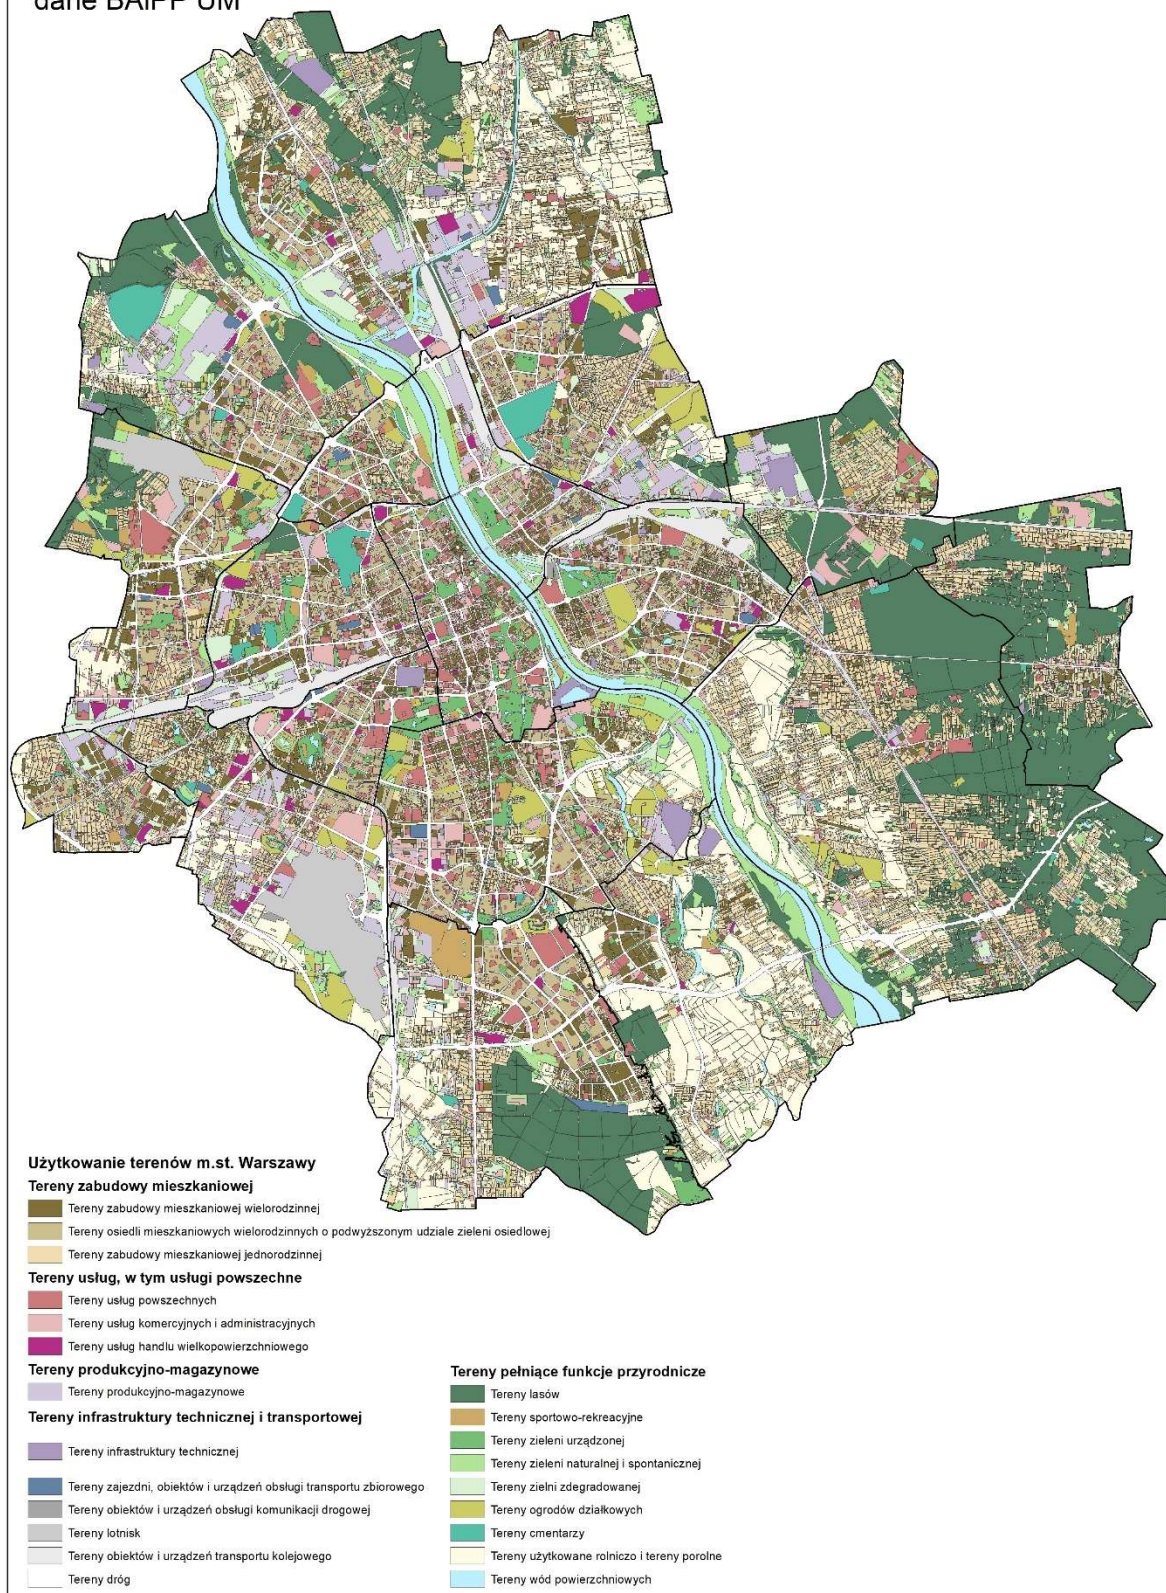 dane BAiPP UM
Użytkowanie terenów m.st. Warszawy
Tereny zabudowy mieszkaniowej
Tereny zabudowy mieszkaniowej wielorodzinnej
Tereny osiedli mieszkaniowych wielorodzinnych o podwyższonym udziale zieleni osiedlowej
Tereny zabudowy mieszkaniowej jednorodzinnej
Tereny usług, w tym usługi powszechne
Tereny usług powszechnych
Tereny usług komercyjnych i administracyjnych
Tereny usług handlu wielkopowierzchniowego
Tereny produkcyjno-magazynowe
Tereny produkcyjno-magazynowe
Tereny infrastruktury technicznej i transportowej
Tereny infrastruktury technicznej
Tereny zajezdni, obiektów i urządzeń obsługi transportu zbiorowego
Tereny obiektów i urządzeń obsługi komunikacji drogowej
Tereny lotnisk
Tereny obiektów i urządzeń transportu kolejowego
Tereny dróg
Tereny pełniące funkcje przyrodnicze
Tereny lasów
Tereny sportowo-rekreacyjne
Tereny zieleni urządzonej
Tereny zieleni naturalnej i spontanicznej
Tereny zielni zdegradowanej
Tereny ogrodów działkowych
Tereny cmentarzy
Tereny użytkowane rolniczo i tereny porolne
Tereny wód powierzchniowych